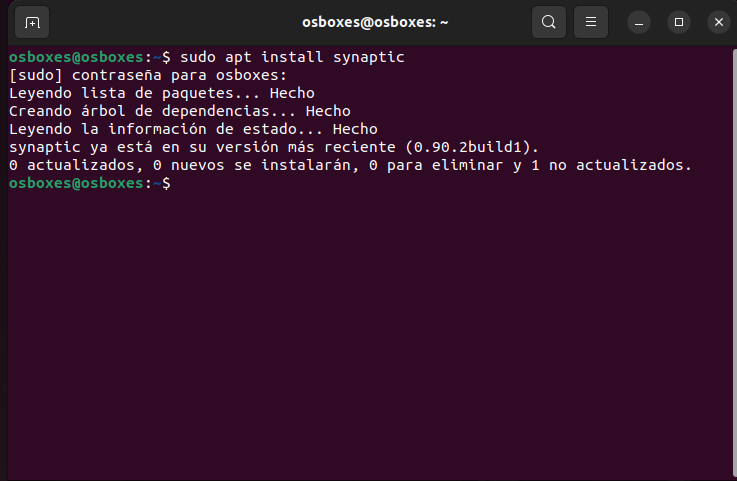 osboxes@osboxes: ~
osboxes@osboxes:~$ sudo apt install synaptic
[sudo] contraseña para osboxes:
Leyendo lista de paquetes... Hecho
Creando árbol de dependencias... Hecho
Leyendo la información de estado... Hecho
synaptic ya está en su versión más reciente (0.90.2build1).
0 actualizados, 0 nuevos se instalarán, 0 para eliminar y 1 no actualizados.
osboxes@osboxes:~$